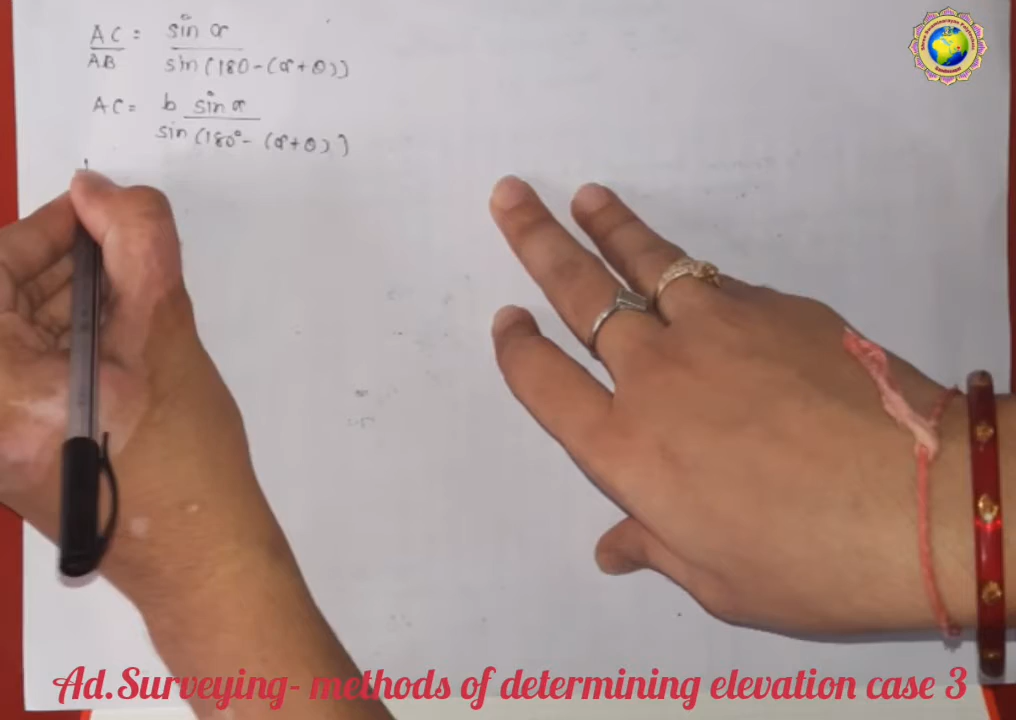 AC = sin α
AB sin (180 - (α + θ))
AC = b sin α
sin (180° - (α + θ))
Ad.Surveying- methods of determining elevation case 3